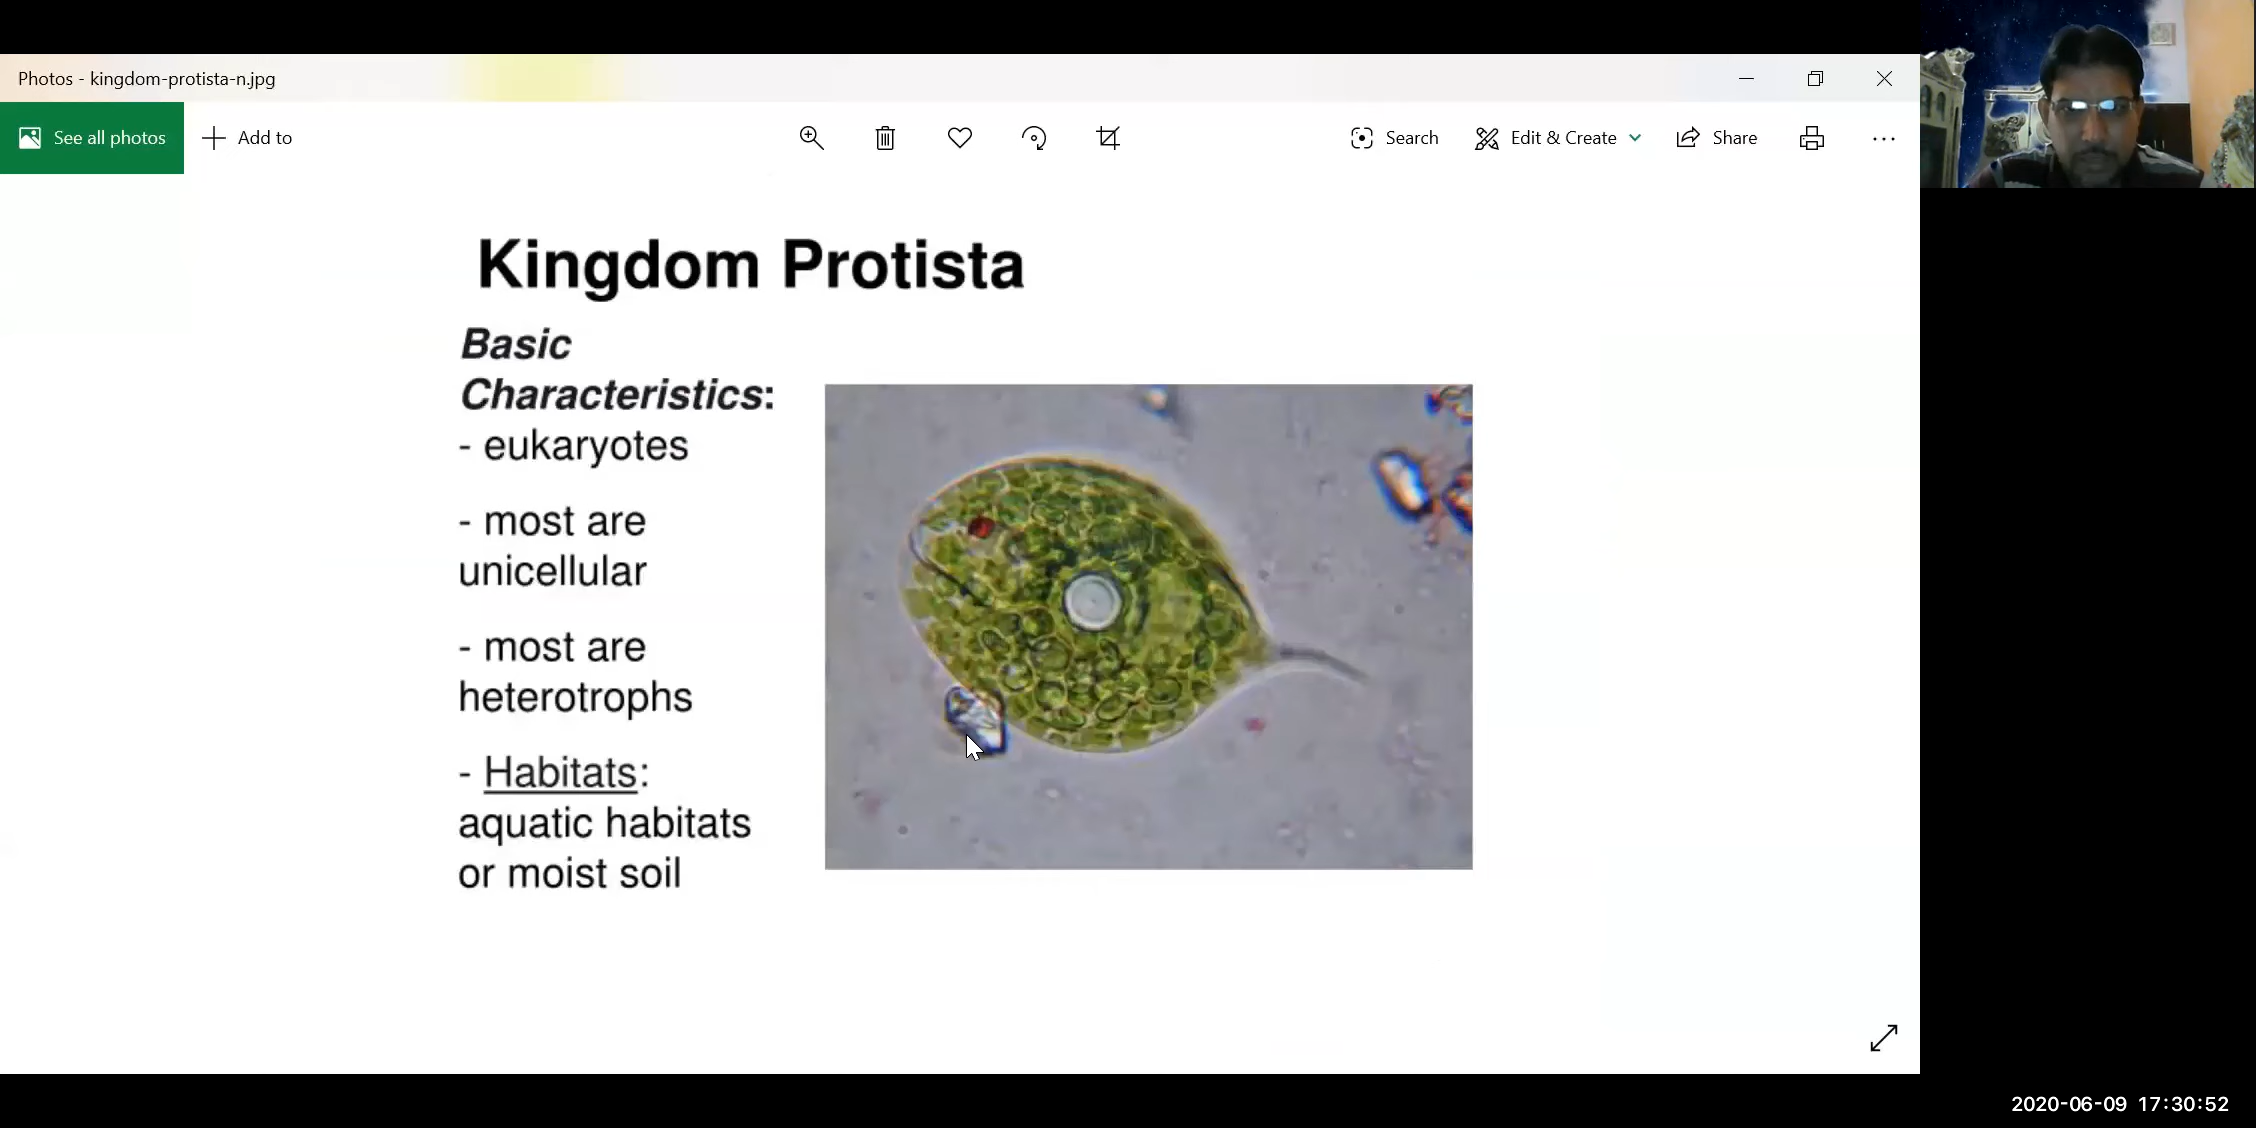 Photos - kingdom-protista-n.jpg
See all photos
Add to
Search
Edit & Create
Share
Kingdom Protista
Basic
Characteristics:
- eukaryotes
- most are
unicellular
- most are
heterotrophs
- Habitats:
aquatic habitats
or moist soil
2020-06-09 17:30:52